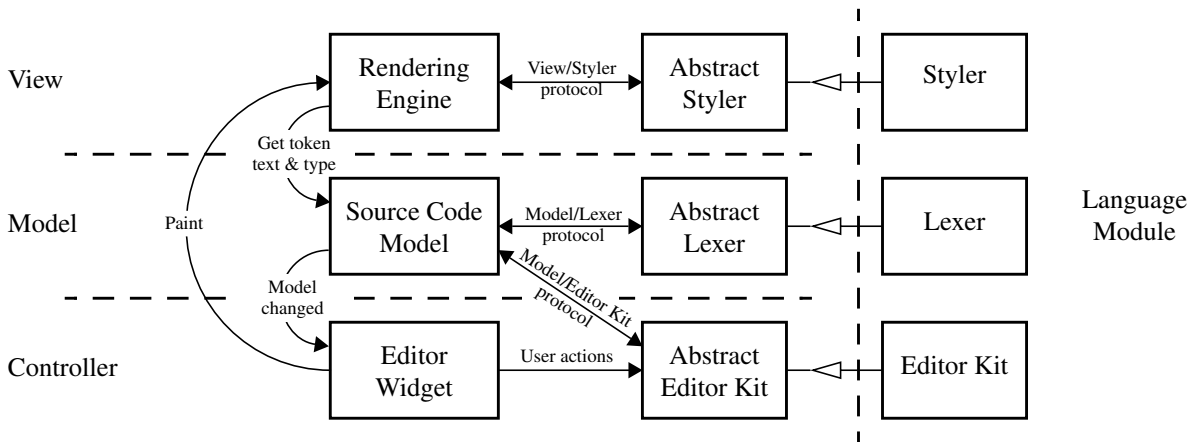 View
Rendering
Engine
View/Styler
protocol
Abstract
Styler
Styler
Get token
text & type
Model
Paint
Source Code
Model
Model/Lexer
protocol
Abstract
Lexer
Lexer
Language
Module
Model
changed
Model/Editor Kit
protocol
Controller
Editor
Widget
User actions
Abstract
Editor Kit
Editor Kit